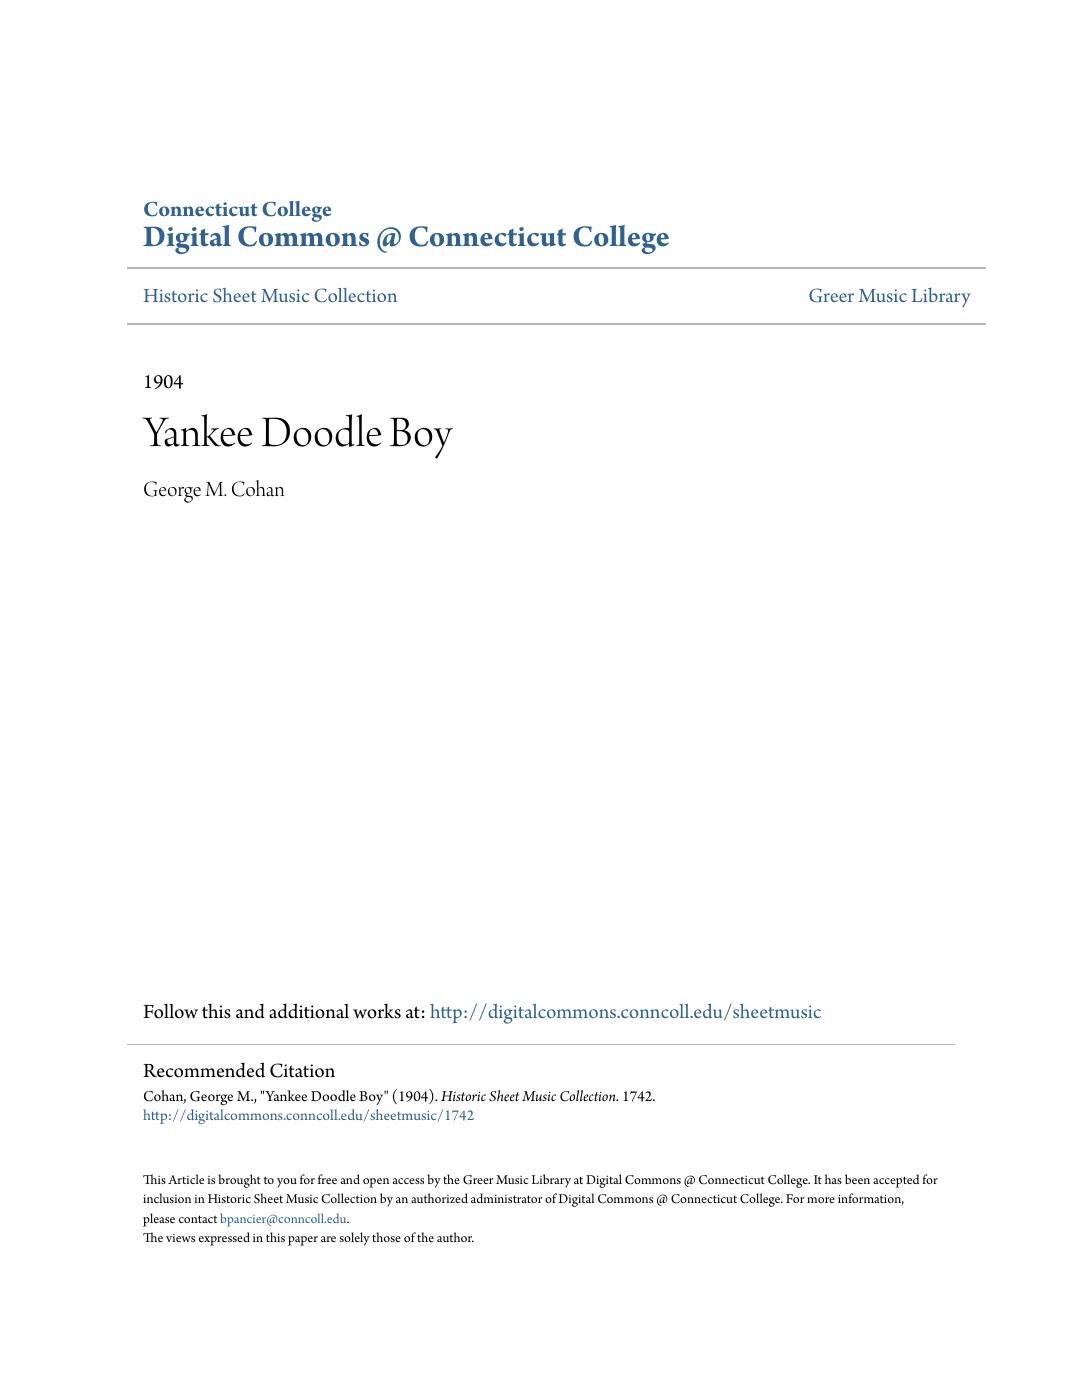 Connecticut College
Digital Commons @ Connecticut College
Historic Sheet Music Collection
Greer Music Library
1904
Yankee Doodle Boy
George M. Cohan
Follow this and additional works at: http://digitalcommons.conncoll.edu/sheetmusic
Recommended Citation
Cohan, George M., "Yankee Doodle Boy" (1904). Historic Sheet Music Collection. 1742.
http://digitalcommons.conncoll.edu/sheetmusic/1742
This Article is brought to you for free and open access by the Greer Music Library at Digital Commons @ Connecticut College. It has been accepted for
inclusion in Historic Sheet Music Collection by an authorized administrator of Digital Commons @ Connecticut College. For more information,
please contact bpancier@conncoll.edu.
The views expressed in this paper are solely those of the author.